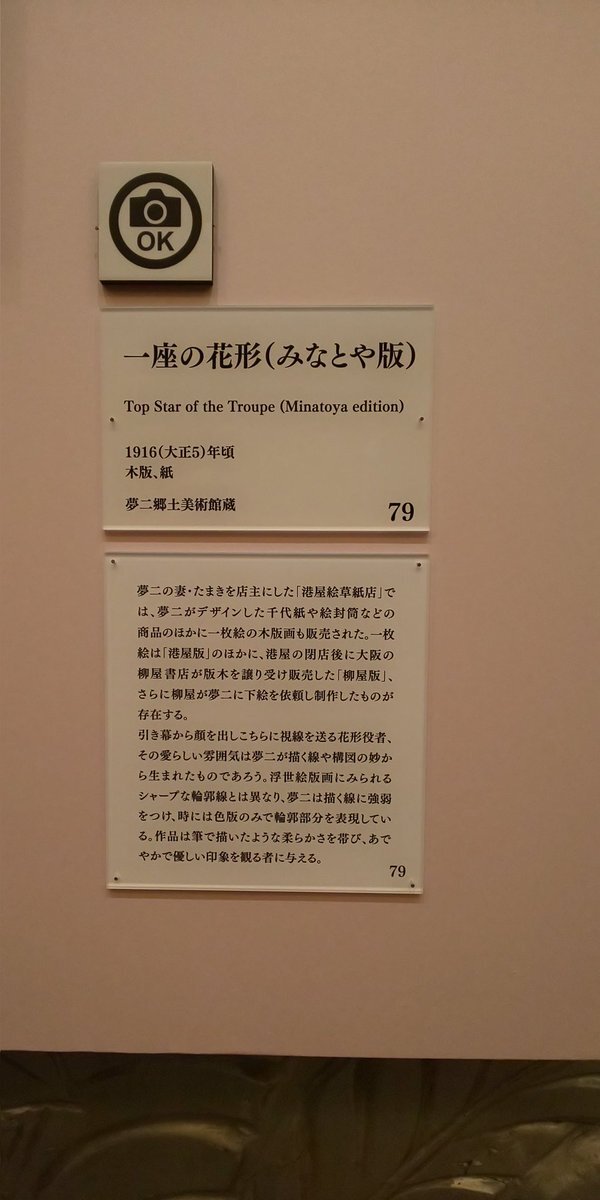 OK
一座の花形(みなとや版)
Top Star of the Troupe (Minatoya edition)
1916(大正5)年頃
木版、紙
夢二郷土美術館蔵
79
夢二の妻・たまきを店主にした「港屋絵草紙店」で
は、夢二がデザインした千代紙や絵封筒などの
商品のほかに一枚絵の木版画も販売された。一枚
絵は「港屋版」のほかに、港屋の閉店後に大阪の
柳屋書店が版木を譲り受け販売した「柳屋版」、
さらに柳屋が夢二に下絵を依頼し制作したものが
存在する。
引き幕から顔を出しこちらに視線を送る花形役者、
その愛らしい雰囲気は夢二が描く線や構図の妙か
ら生まれたものであろう。浮世絵版画にみられる
シャープな輪郭線とは異なり、夢二は描く線に強弱
をつけ、時には色版のみで輪郭部分を表現してい
る。作品は筆で描いたような柔らかさを帯び、あで
やかで優しい印象を観る者に与える。
79